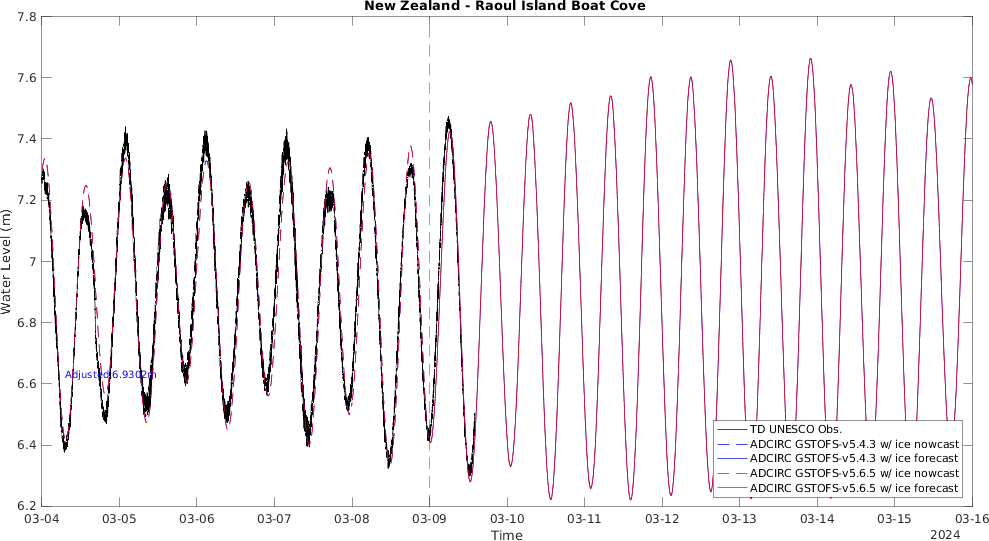 New Zealand - Raoul Island Boat Cove
7.8
7.6
7.4
7.2
7
6.8
6.6
6.4
6.2
Water Level (m)
Adjusted 6.9302m
TD UNESCO Obs.
ADCIRC GSTOFS-v5.4.3 w/ ice nowcast
ADCIRC GSTOFS-v5.4.3 w/ ice forecast
ADCIRC GSTOFS-v5.6.5 w/ ice nowcast
ADCIRC GSTOFS-v5.6.5 w/ ice forecast
03-04 03-05 03-06 03-07 03-08 03-09 03-10 03-11 03-12 03-13 03-14 03-15 03-16
Time
2024